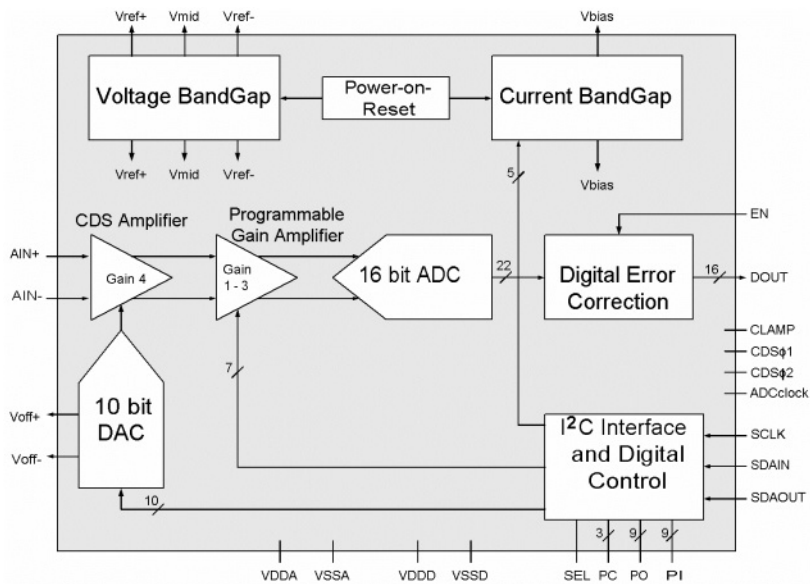 Vref+ Vmid Vref- Vbias
Voltage BandGap
Power-on-
Reset
Current BandGap
Vref+ Vmid Vref- Vbias
5
CDS Amplifier
Programmable
Gain Amplifier
EN
AIN+
AIN-
Gain 4
Gain
1 - 3
16 bit ADC
22
Digital Error
Correction
16
DOUT
CLAMP
CDSϕ1
CDSϕ2
ADCclock
7
10 bit
DAC
Voff+
Voff-
I²C Interface
and Digital
Control
SCLK
SDAIN
SDAOUT
10
3 9 9
VDDA VSSA VDDD VSSD SEL PC PO PI